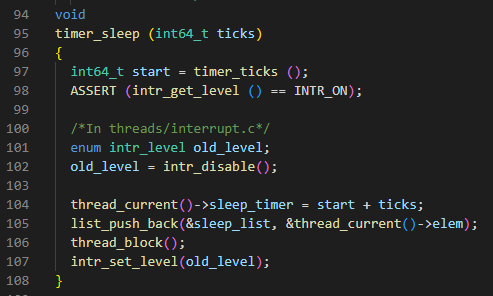 94 void
95 timer_sleep (int64_t ticks)
96 {
97   int64_t start = timer_ticks ();
98   ASSERT (intr_get_level () == INTR_ON);
99
100   /*In threads/interrupt.c*/
101   enum intr_level old_level;
102   old_level = intr_disable();
103
104   thread_current()->sleep_timer = start + ticks;
105   list_push_back(&sleep_list, &thread_current()->elem);
106   thread_block();
107   intr_set_level(old_level);
108 }